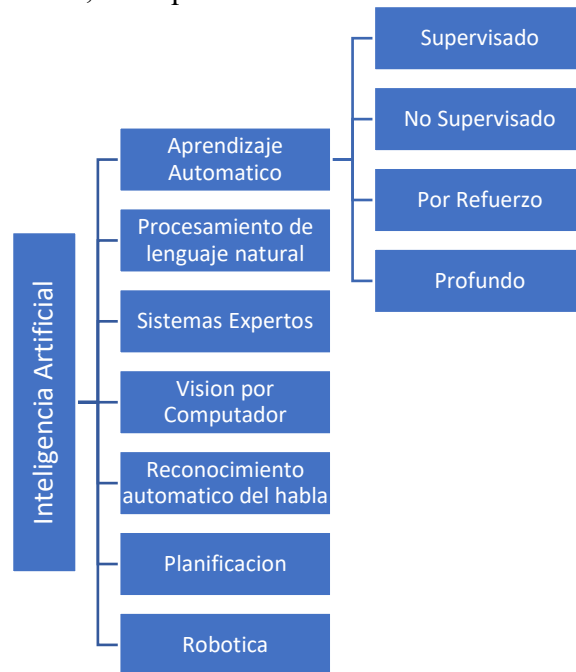 Supervisado
No Supervisado
Por Refuerzo
Profundo
Aprendizaje
Automatico
Procesamiento de
lenguaje natural
Sistemas Expertos
Vision por
Computador
Reconocimiento
automatico del habla
Planificacion
Robotica
Inteligencia Artificial